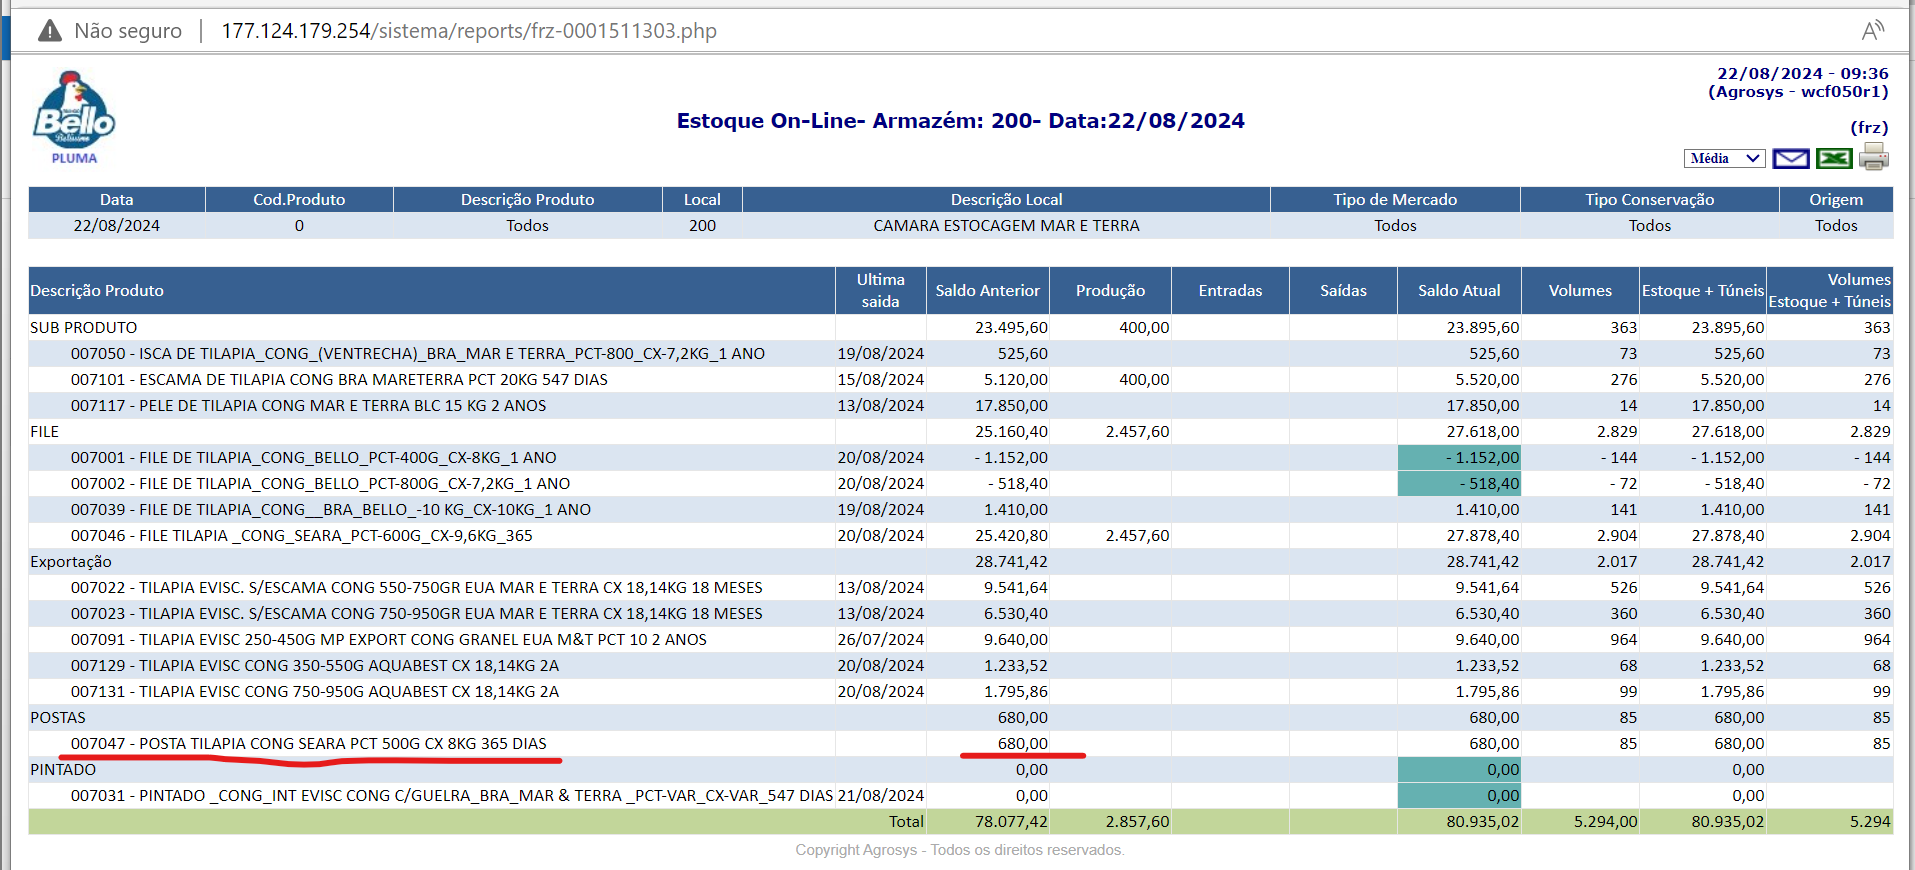 Não seguro | 177.124.179.254/sistema/reports/frz-0001511303.php
Bello
PLUMA
22/08/2024 - 09:36
(Agrosys - wcf050r1)
Estoque On-Line- Armazém: 200- Data:22/08/2024
(frz)
Média
Data Cod.Produto Descrição Produto Local Descrição Local Tipo de Mercado Tipo Conservação Origem
22/08/2024 0 Todos 200 CAMARA ESTOCAGEM MAR E TERRA Todos Todos Todos
Descrição Produto Ultima saida Saldo Anterior Produção Entradas Saídas Saldo Atual Volumes Estoque + Túneis Volumes Estoque + Túneis
SUB PRODUTO 23.495,60 400,00 23.895,60 363 23.895,60 363
007050 - ISCA DE TILAPIA_CONG_(VENTRECHA)_BRA_MAR E TERRA_PCT-800_CX-7,2KG_1 ANO 19/08/2024 525,60 525,60 73 525,60 73
007101 - ESCAMA DE TILAPIA CONG BRA MARETERRA PCT 20KG 547 DIAS 15/08/2024 5.120,00 400,00 5.520,00 276 5.520,00 276
007117 - PELE DE TILAPIA CONG MAR E TERRA BLC 15 KG 2 ANOS 13/08/2024 17.850,00 17.850,00 14 17.850,00 14
FILE 25.160,40 2.457,60 27.618,00 2.829 27.618,00 2.829
007001 - FILE DE TILAPIA_CONG_BELLO_PCT-400G_CX-8KG_1 ANO 20/08/2024 - 1.152,00 - 1.152,00 - 144 - 1.152,00 - 144
007002 - FILE DE TILAPIA_CONG_BELLO_PCT-800G_CX-7,2KG_1 ANO 20/08/2024 - 518,40 - 518,40 - 72 - 518,40 - 72
007039 - FILE DE TILAPIA_CONG__BRA_BELLO_-10 KG_CX-10KG_1 ANO 19/08/2024 1.410,00 1.410,00 141 1.410,00 141
007046 - FILE TILAPIA _CONG_SEARA_PCT-600G_CX-9,6KG_365 20/08/2024 25.420,80 2.457,60 27.878,40 2.904 27.878,40 2.904
Exportação 28.741,42 28.741,42 2.017 28.741,42 2.017
007022 - TILAPIA EVISC. S/ESCAMA CONG 550-750GR EUA MAR E TERRA CX 18,14KG 18 MESES 13/08/2024 9.541,64 9.541,64 526 9.541,64 526
007023 - TILAPIA EVISC. S/ESCAMA CONG 750-950GR EUA MAR E TERRA CX 18,14KG 18 MESES 13/08/2024 6.530,40 6.530,40 360 6.530,40 360
007091 - TILAPIA EVISC 250-450G MP EXPORT CONG GRANEL EUA M&T PCT 10 2 ANOS 26/07/2024 9.640,00 9.640,00 964 9.640,00 964
007129 - TILAPIA EVISC CONG 350-550G AQUABEST CX 18,14KG 2A 20/08/2024 1.233,52 1.233,52 68 1.233,52 68
007131 - TILAPIA EVISC CONG 750-950G AQUABEST CX 18,14KG 2A 20/08/2024 1.795,86 1.795,86 99 1.795,86 99
POSTAS 680,00 680,00 85 680,00 85
007047 - POSTA TILAPIA CONG SEARA PCT 500G CX 8KG 365 DIAS 680,00 680,00 85 680,00 85
PINTADO 0,00 0,00 0,00
007031 - PINTADO _CONG_INT EVISC CONG C/GUELRA_BRA_MAR & TERRA _PCT-VAR_CX-VAR_547 DIAS 21/08/2024 0,00 0,00 0,00
Total 78.077,42 2.857,60 80.935,02 5.294,00 80.935,02 5.294
Copyright Agrosys - Todos os direitos reservados.